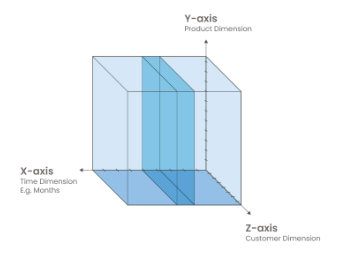 Y-axis
Product Dimension
X-axis
Time Dimension
E.g. Months
Z-axis
Customer Dimension